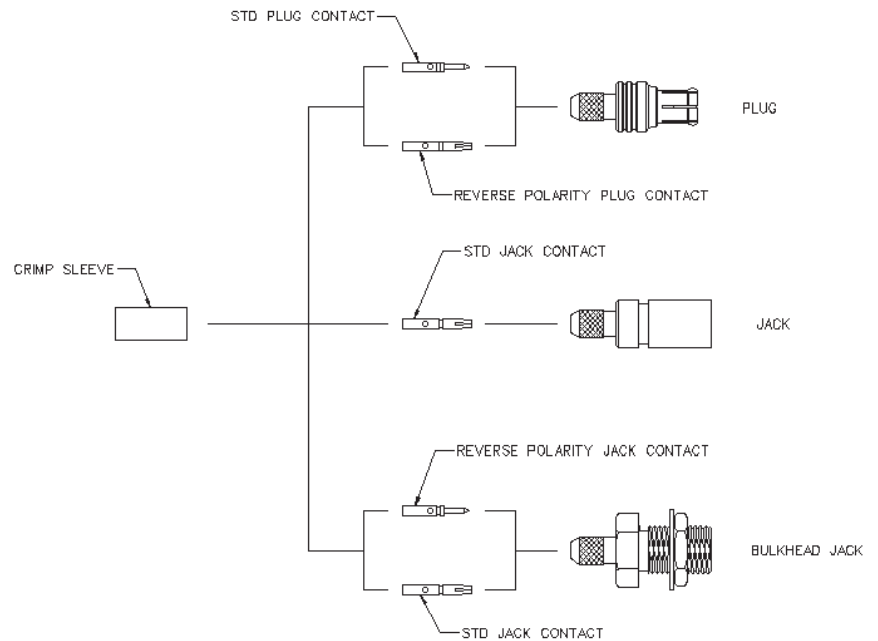 STD PLUG CONTACT
PLUG
REVERSE POLARITY PLUG CONTACT
STD JACK CONTACT
CRIMP SLEEVE
JACK
REVERSE POLARITY JACK CONTACT
BULKHEAD JACK
STD JACK CONTACT